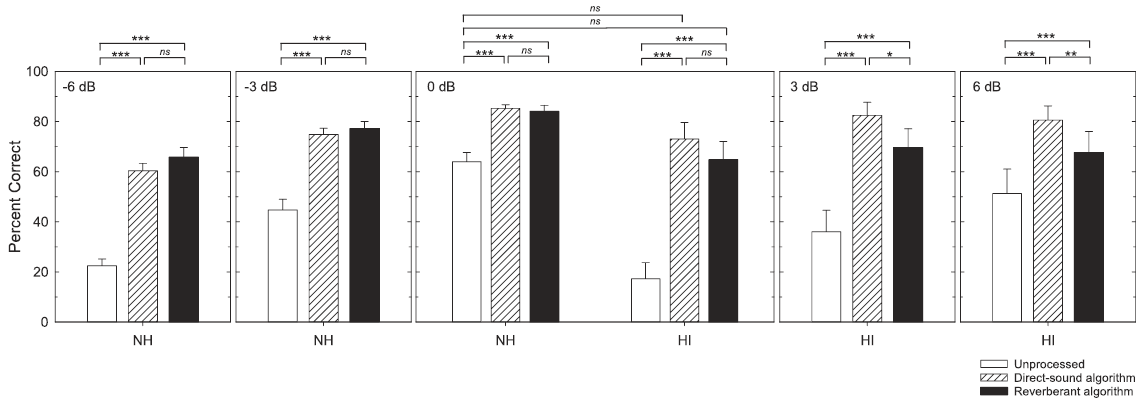 ns
ns
*** *** *** *** *** ***
*** ns *** ns *** ns *** ns *** * *** **
100
-6 dB -3 dB 0 dB 3 dB 6 dB
80
60
40
20
0
Percent Correct
NH NH NH HI HI HI
Unprocessed
Direct-sound algorithm
Reverberant algorithm